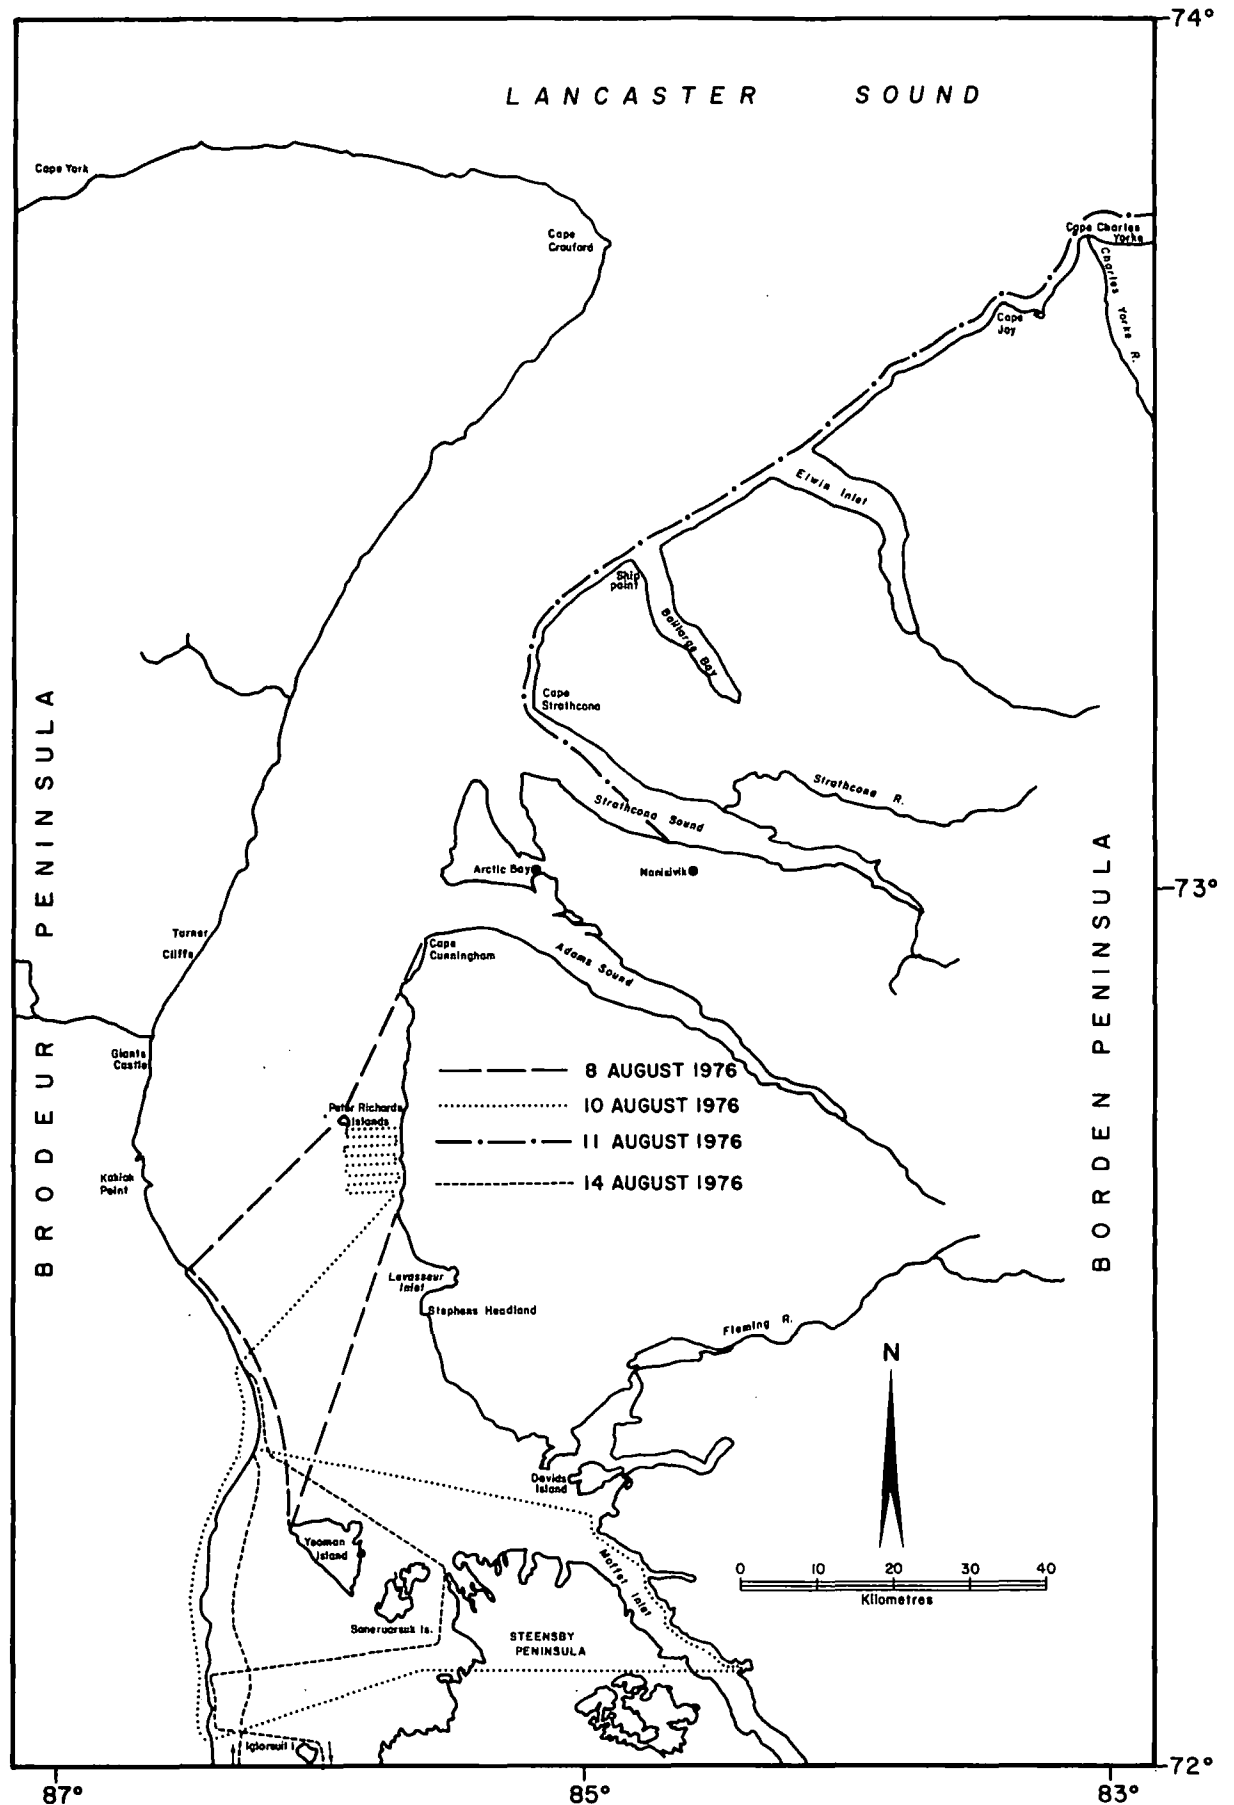 74°
LANCASTER SOUND
Cape York
Cape
Crauford
Cape Charles
Yorke
Charles Yorke R.
Cape
Joy
Elwin Inlet
Ship
point
Baillarge Bay
Cape
Strathcona
Strathcona R.
Strathcona Sound
Arctic Bay
Nanisivik
73°
BRODEUR PENINSULA
BORDEN PENINSULA
Turner
Cliffs
Cape
Cunningham
Adams Sound
Giants
Castle
8 AUGUST 1976
10 AUGUST 1976
11 AUGUST 1976
14 AUGUST 1976
Peter Richards
Islands
Kakiak
Point
Levasseur
Inlet
Stephens Headland
Fleming R.
N
Davids
Island
Yeoman
Island
Moffet Inlet
0 10 20 30 40
Kilometres
Saneruarsuk Is.
STEENSBY
PENINSULA
Iglorsuit I.
72°
87° 85° 83°